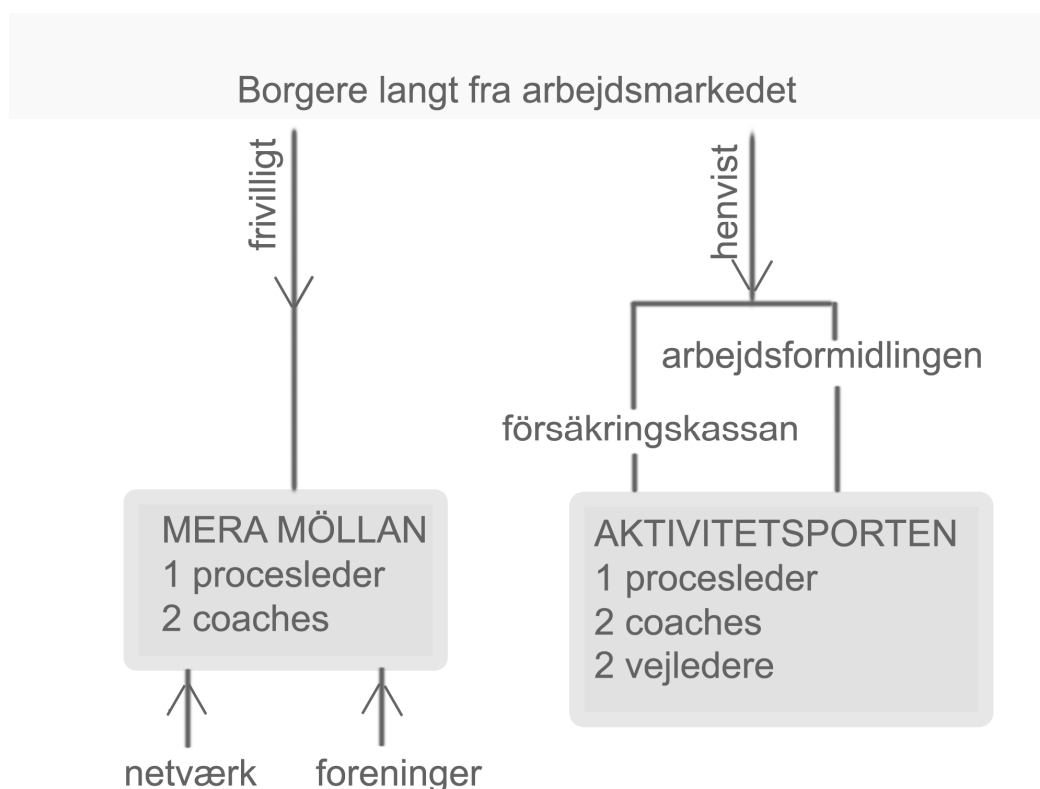 Borgere langt fra arbejdsmarkedet
frivilligt
henvist
arbejdsformidlingen
försäkringskassan
MERA MÖLLAN
1 procesleder
2 coaches
AKTIVITETSPORTEN
1 procesleder
2 coaches
2 vejledere
netværk
foreninger